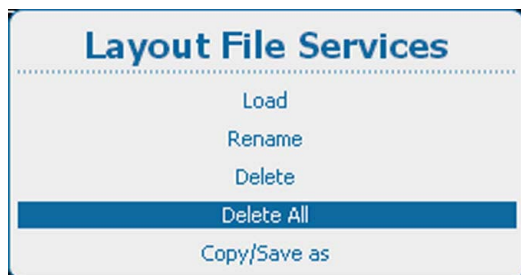 Layout File Services
Load
Rename
Delete
Delete All
Copy/Save as